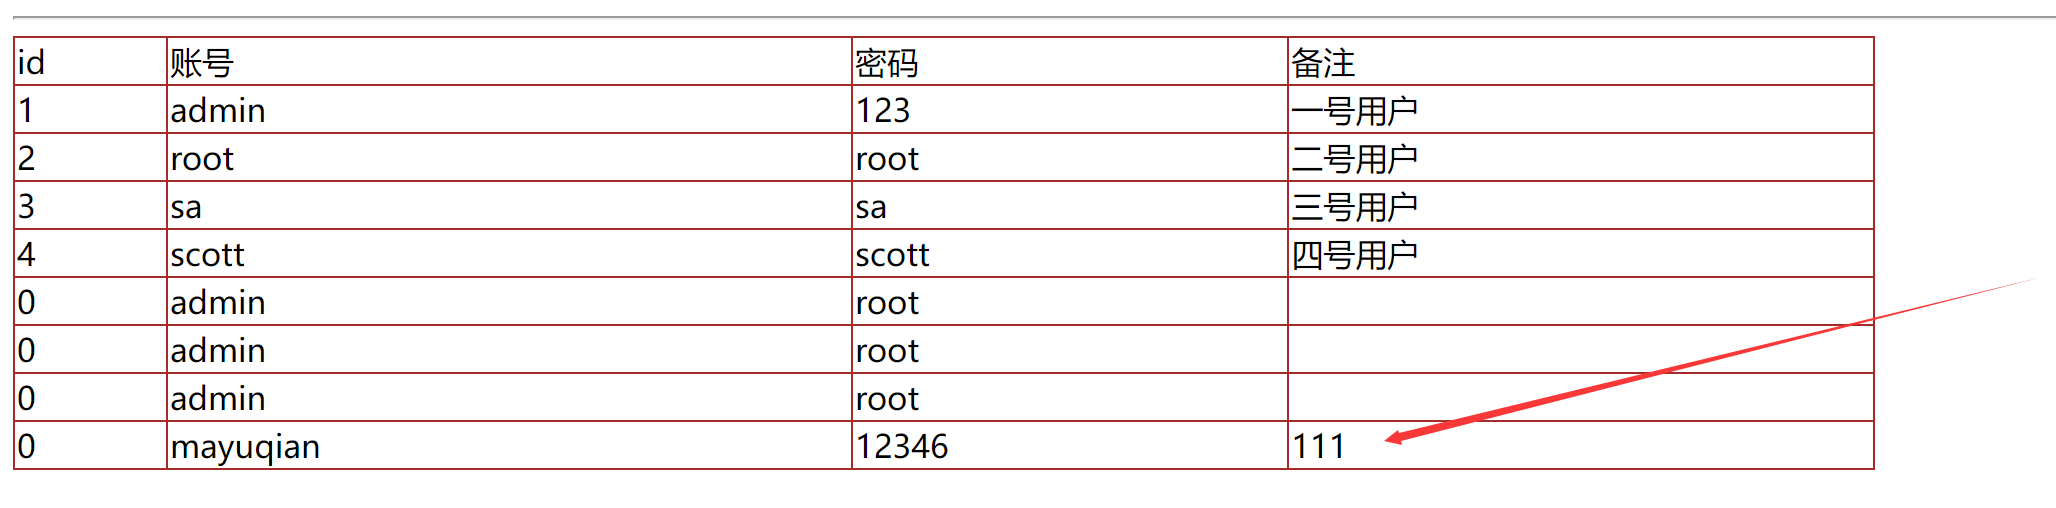 id 账号 密码 备注
1 admin 123 一号用户
2 root root 二号用户
3 sa sa 三号用户
4 scott scott 四号用户
0 admin root
0 admin root
0 admin root
0 mayuqian 12346 111